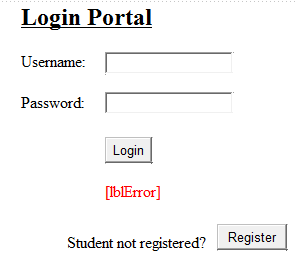 Login Portal
Username:
Password:
Login
[lblError]
Student not registered? Register